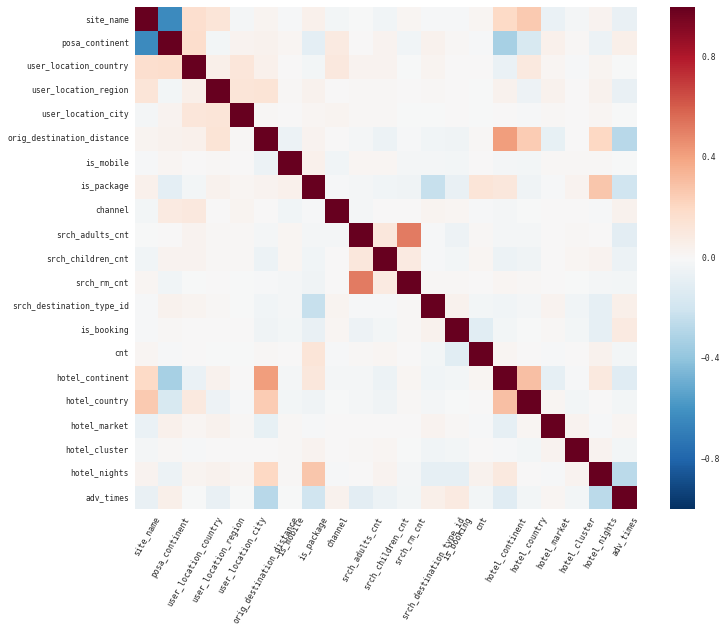 site_name
posa_continent
user_location_country
user_location_region
user_location_city
orig_destination_distance
is_mobile
is_package
channel
srch_adults_cnt
srch_children_cnt
srch_rm_cnt
srch_destination_type_id
is_booking
cnt
hotel_continent
hotel_country
hotel_market
hotel_cluster
hotel_nights
adv_times
site_name
posa_continent
user_location_country
user_location_region
user_location_city
orig_destination_distance
is_mobile
is_package
channel
srch_adults_cnt
srch_children_cnt
srch_rm_cnt
srch_destination_type_id
is_booking
cnt
hotel_continent
hotel_country
hotel_market
hotel_cluster
hotel_nights
adv_times
0.8
0.4
0.0
−0.4
−0.8